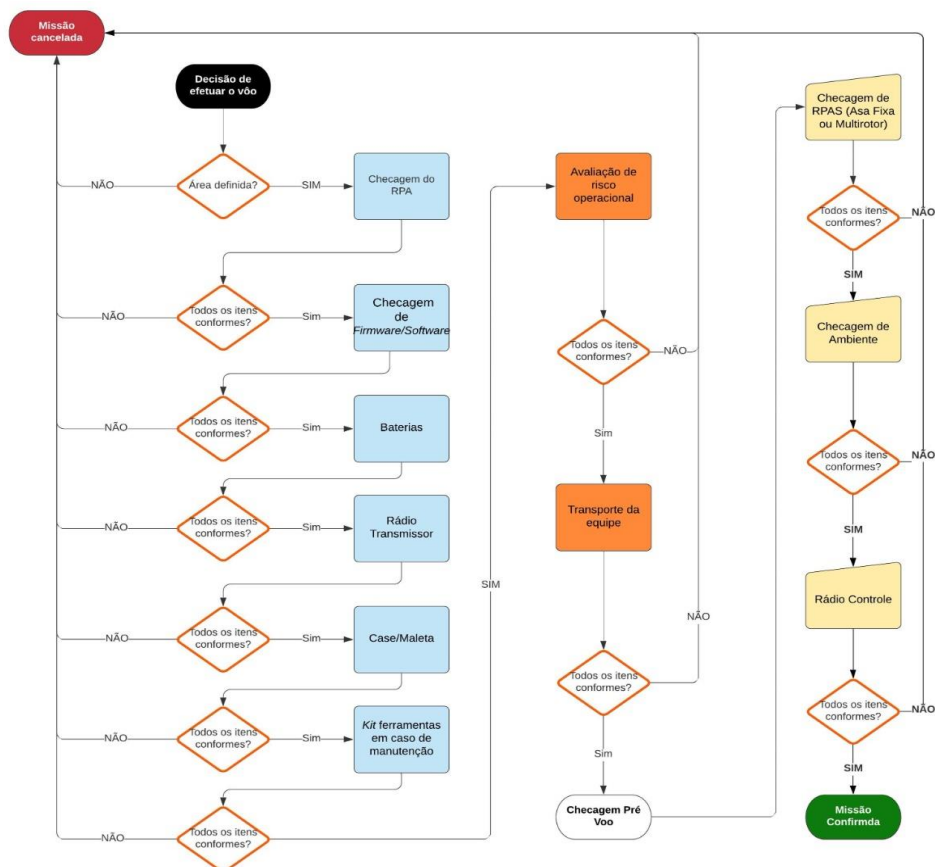 Missão
cancelada
Decisão de
efetuar o vôo
Área definida?
NÃO
SIM
Checagem do
RPA
Todos os itens
conformes?
NÃO
Sim
Checagem
de
Firmware/Software
Todos os itens
conformes?
NÃO
Sim
Baterias
Todos os itens
conformes?
NÃO
Sim
Rádio
Transmissor
Todos os itens
conformes?
NÃO
Sim
Case/Maleta
Todos os itens
conformes?
NÃO
Sim
Kit ferramentas
em caso de
manutenção
Todos os itens
conformes?
NÃO
SIM
Avaliação de
risco
operacional
Todos os itens
conformes?
NÃO
Sim
Transporte da
equipe
Todos os itens
conformes?
NÃO
Sim
Checagem Pré
Voo
Checagem de
RPAS (Asa Fixa
ou Multirotor)
Todos os itens
conformes?
NÃO
SIM
Checagem de
Ambiente
Todos os itens
conformes?
NÃO
SIM
Rádio Controle
Todos os itens
conformes?
NÃO
SIM
Missão
Confirmda